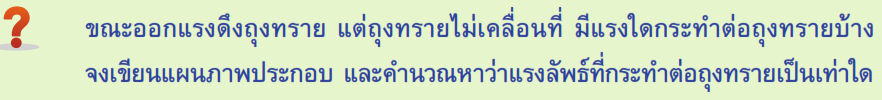 ขณะออกแรงดึงถุงทราย แต่ถุงทรายไม่เคลื่อนที่ มีแรงใดกระทำต่อถุงทรายบ้าง
จงเขียนแผนภาพประกอบ และคำนวณหาว่าแรงลัพธ์ที่กระทำต่อถุงทรายเป็นเท่าใด